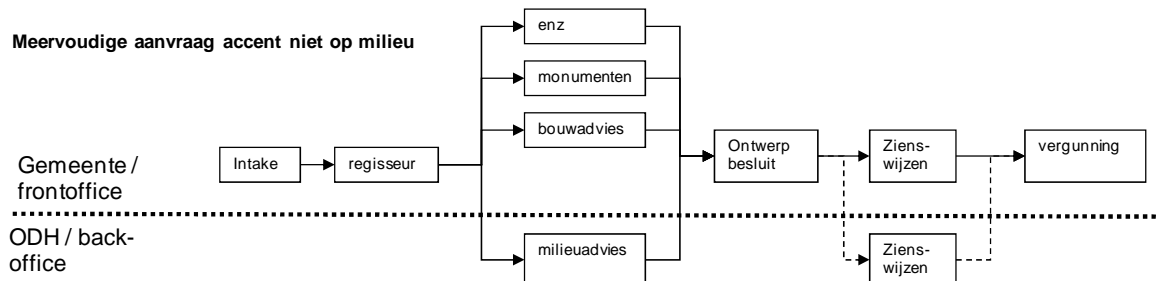 Meervoudige aanvraag accent niet op milieu
enz
monumenten
bouwadvies
Gemeente /
frontoffice
Intake
regisseur
Ontwerp
besluit
Ziens-
wijzen
vergunning
ODH / back-
office
milieuadvies
Ziens-
wijzen